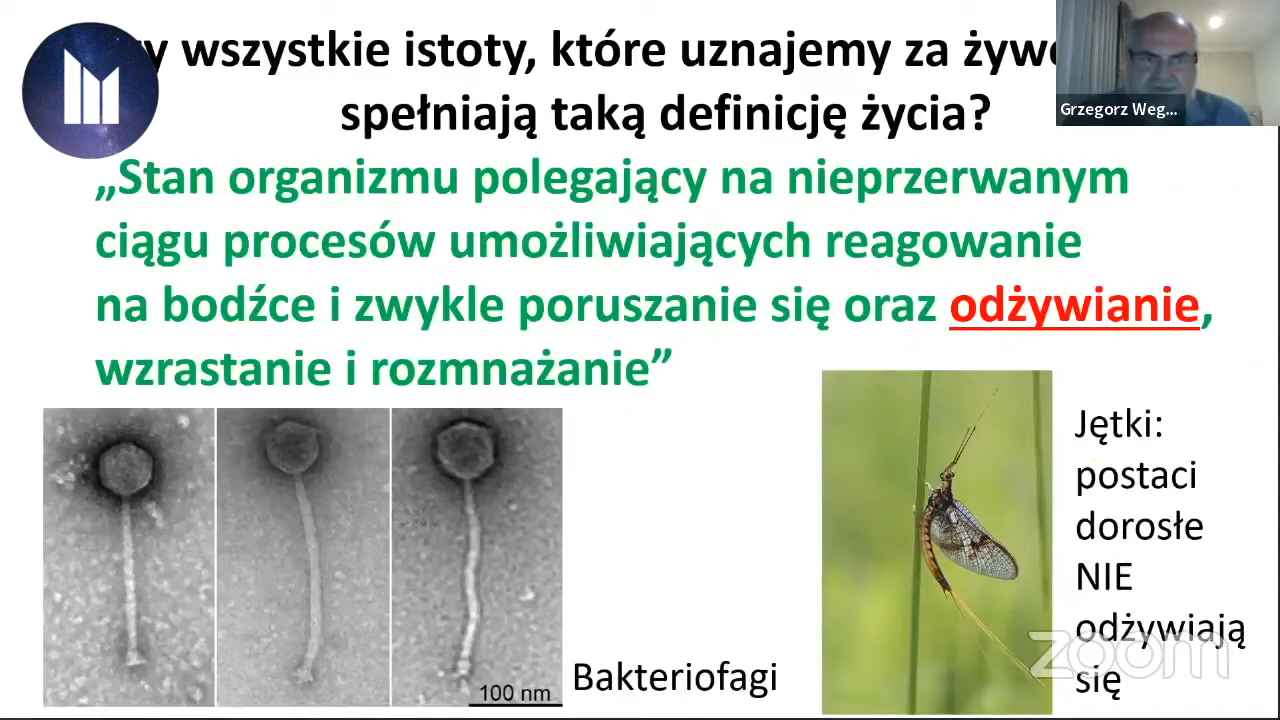 wszystkie istoty, które uznajemy za
spełniają taką definicję życia?
Grzegorz Weg...
„Stan organizmu polegający na nieprzerwanym
ciągu procesów umożliwiających reagowanie
na bodźce i zwykle poruszanie się oraz odżywianie,
wzrastanie i rozmnażanie”
Jętki:
postaci
dorosłe
NIE
odżywiają
się
100 nm
Bakteriofagi
zoom